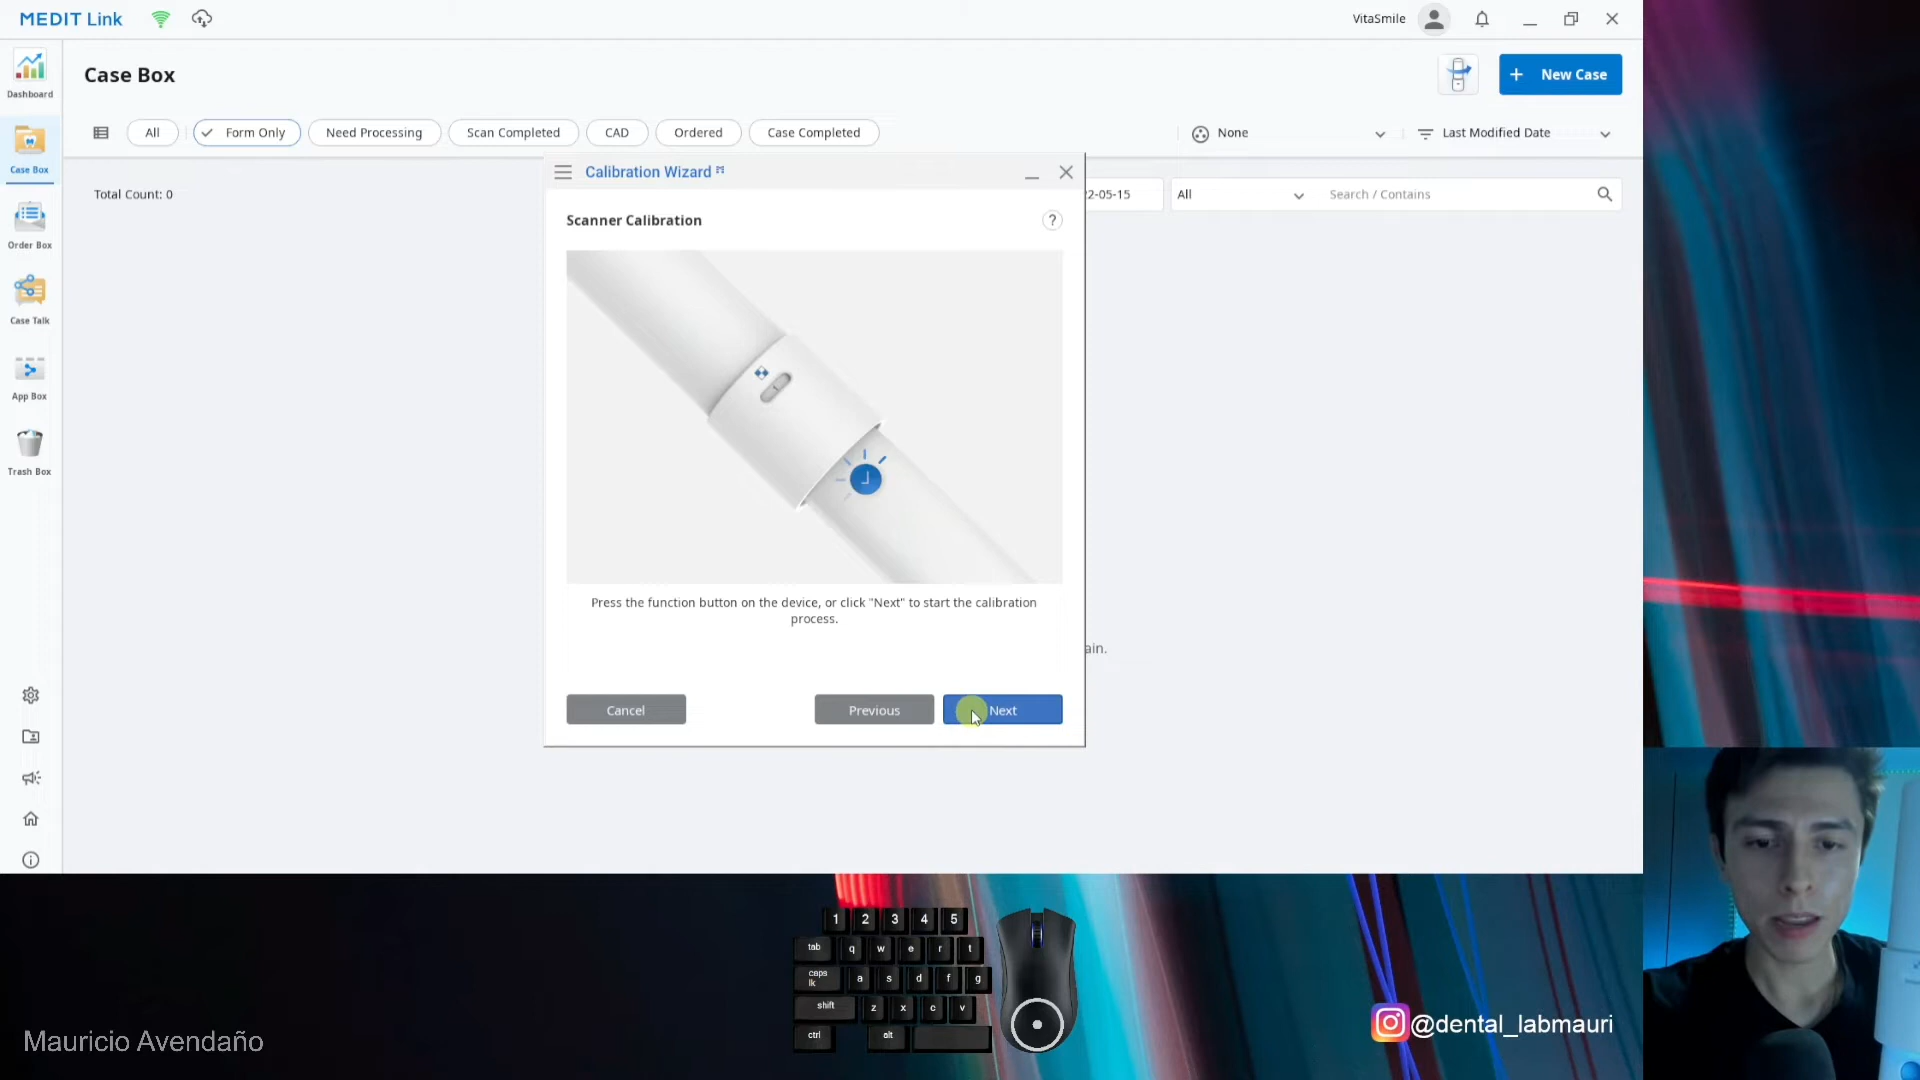 MEDIT Link
VitaSmile
Dashboard
Case Box
New Case
All
Form Only
Need Processing
Scan Completed
CAD
Ordered
Case Completed
None
Last Modified Date
Case Box
Calibration Wizard
Total Count: 0
2-05-15
All
Search / Contains
Scanner Calibration
?
Order Box
Case Talk
App Box
Trash Box
Press the function button on the device, or click "Next" to start the calibration
process.
ain.
Cancel
Previous
Next
1 2 3 4 5
tab q w e r t
caps
lk a s d f g
shift z x c v
ctrl alt
Mauricio Avendaño
@dental_labmauri